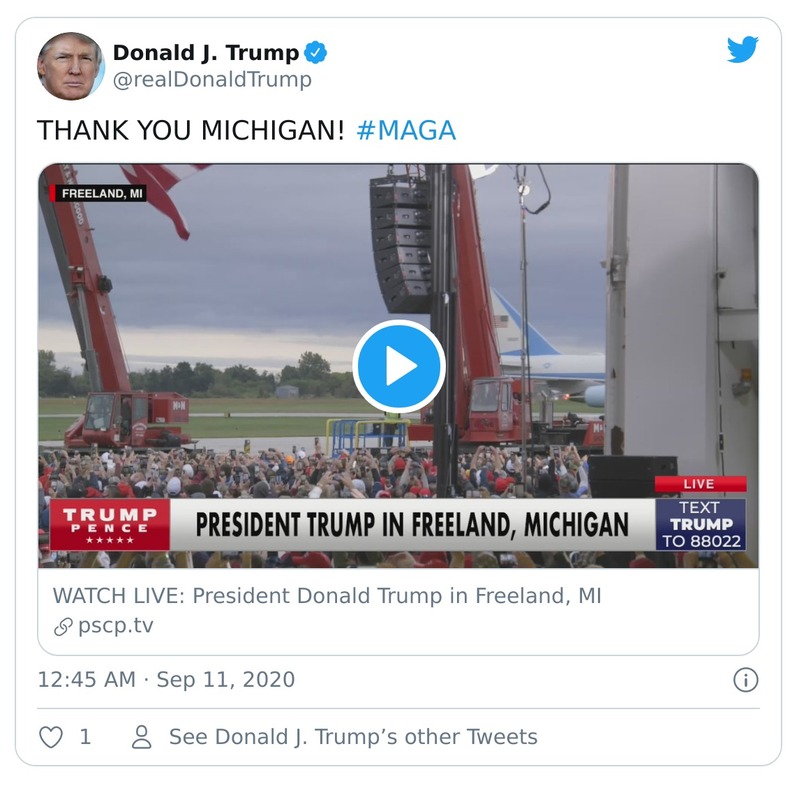 Donald J. Trump
@realDonaldTrump
THANK YOU MICHIGAN! #MAGA
FREELAND, MI
M&M
LIVE
TRUMP
PENCE
PRESIDENT TRUMP IN FREELAND, MICHIGAN
TEXT
TRUMP
TO 88022
WATCH LIVE: President Donald Trump in Freeland, MI
pscp.tv
12:45 AM · Sep 11, 2020
1
See Donald J. Trump’s other Tweets